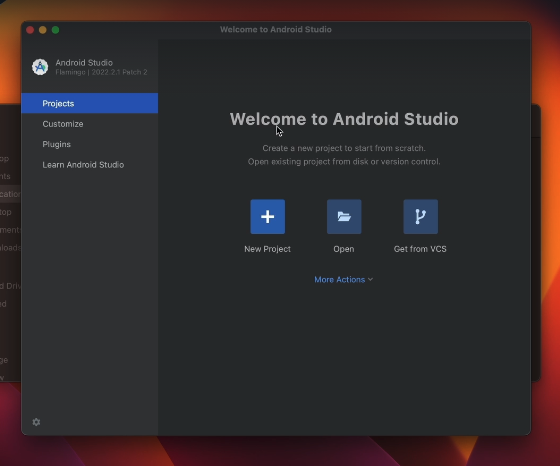 Welcome to Android Studio
Android Studio
Flamingo | 2022.2.1 Patch 2
Projects
Customize
Plugins
Learn Android Studio
Welcome to Android Studio
Create a new project to start from scratch.
Open existing project from disk or version control.
New Project
Open
Get from VCS
More Actions